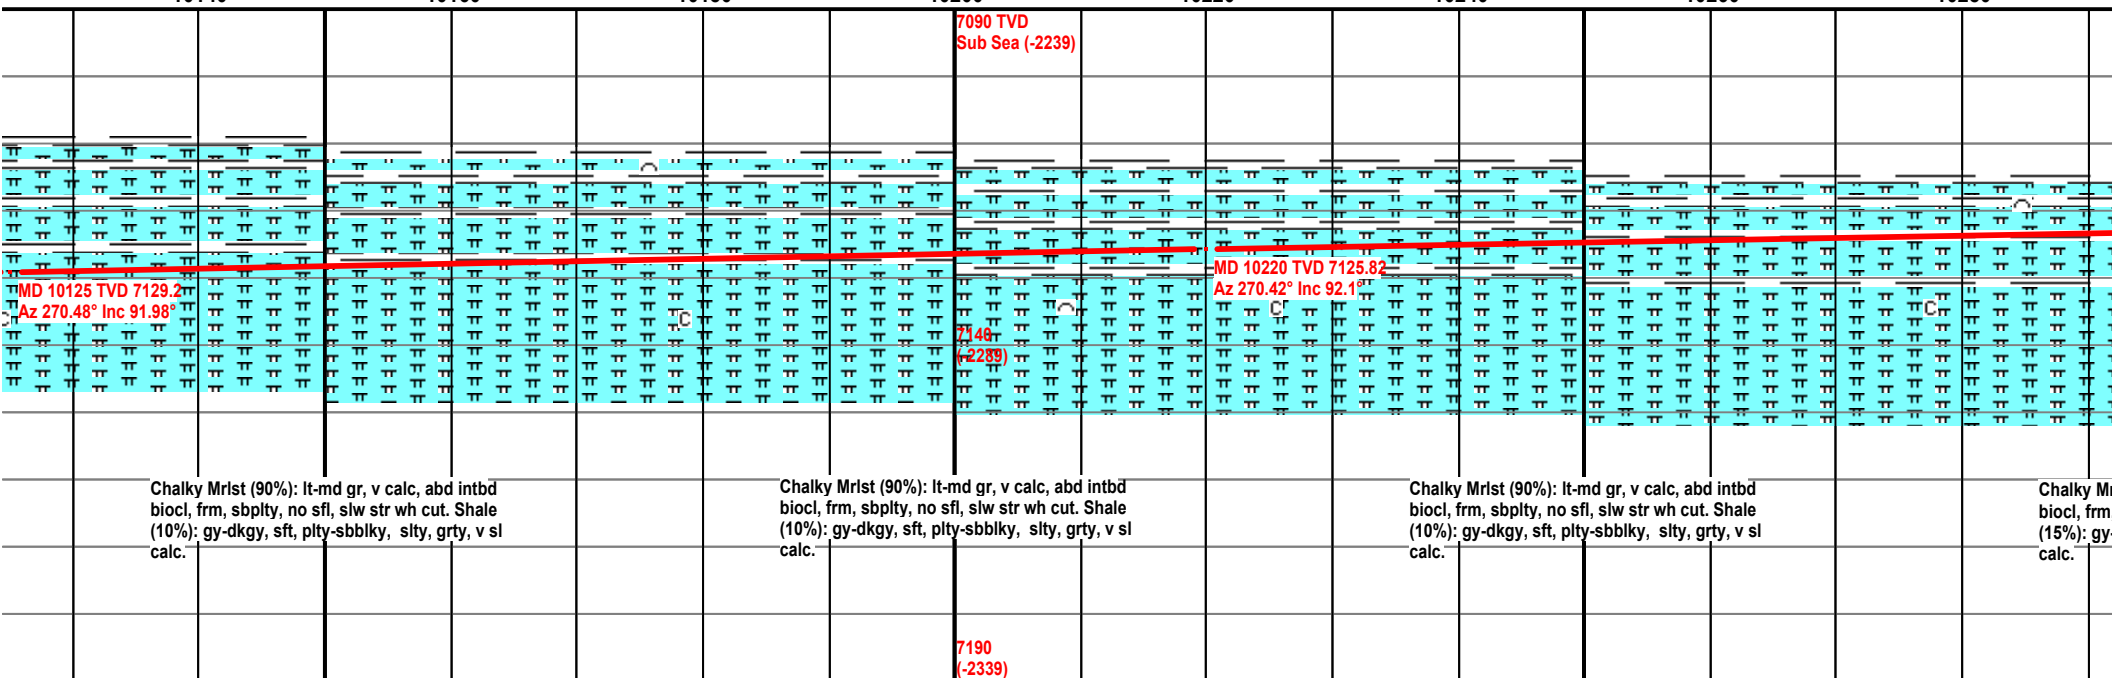 7090 TVD
Sub Sea (-2239)
MD 10125 TVD 7129.2
Az 270.48° Inc 91.98°
MD 10220 TVD 7125.82
Az 270.42° Inc 92.1°
C
C
C
C
7140
(-2289)
Chalky Mrlst (90%): lt-md gr, v calc, abd intbd
biocl, frm, sbplty, no sfl, slw str wh cut. Shale
(10%): gy-dkgy, sft, plty-sbblky, slty, grty, v sl
calc.
Chalky Mrlst (90%): lt-md gr, v calc, abd intbd
biocl, frm, sbplty, no sfl, slw str wh cut. Shale
(10%): gy-dkgy, sft, plty-sbblky, slty, grty, v sl
calc.
Chalky Mrlst (90%): lt-md gr, v calc, abd intbd
biocl, frm, sbplty, no sfl, slw str wh cut. Shale
(10%): gy-dkgy, sft, plty-sbblky, slty, grty, v sl
calc.
Chalky
biocl, frm
(15%): gy-
calc.
7190
(-2339)